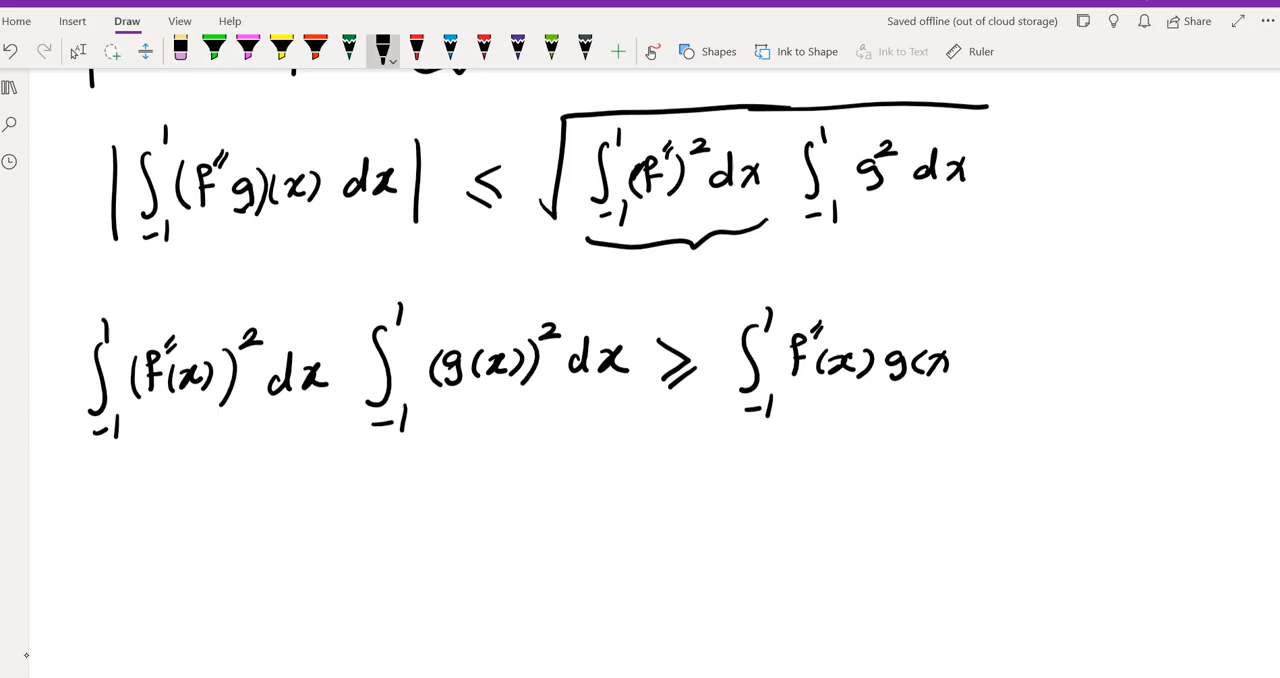 Home Insert Draw View Help Saved offline (out of cloud storage) Share
Shapes Ink to Shape Ink to Text Ruler
|∫_{-1}^{1} (f''g)(x) dx| ⩽ √(∫_{-1}^{1} (f'')² dx ∫_{-1}^{1} g² dx)
∫_{-1}^{1} (f''(x))² dx ∫_{-1}^{1} (g(x))² dx ⩾ ∫_{-1}^{1} f''(x) g(x